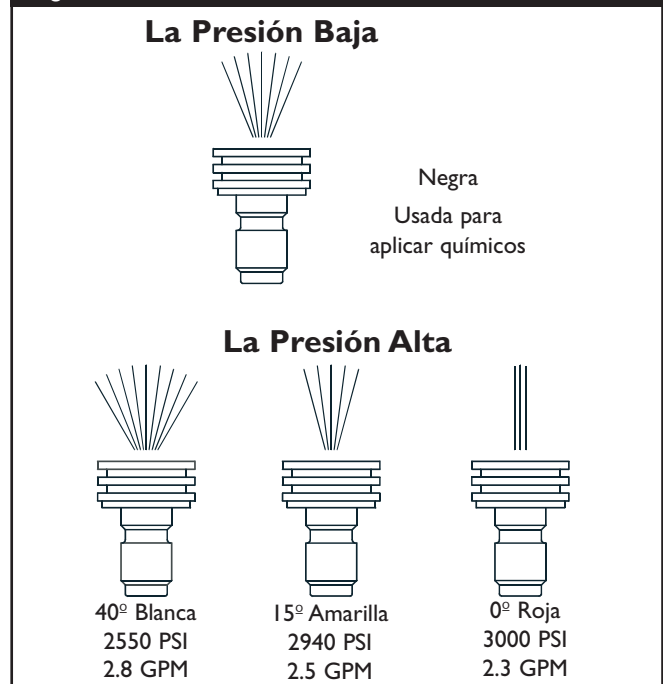 La Presión Baja
Negra
Usada para
aplicar químicos
La Presión Alta
40º Blanca
2550 PSI
2.8 GPM
15º Amarilla
2940 PSI
2.5 GPM
0º Roja
3000 PSI
2.3 GPM